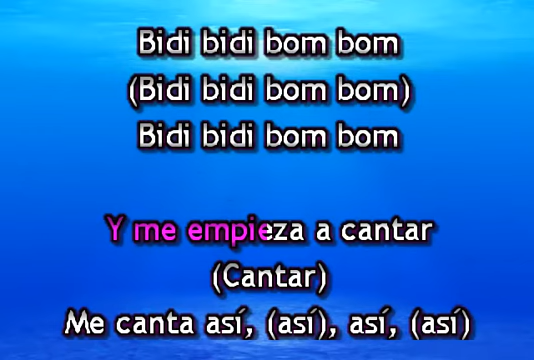 Bidi bidi bom bom
(Bidi bidi bom bom)
Bidi bidi bom bom
Y me empieza a cantar
(Cantar)
Me canta así, (así), así, (así)